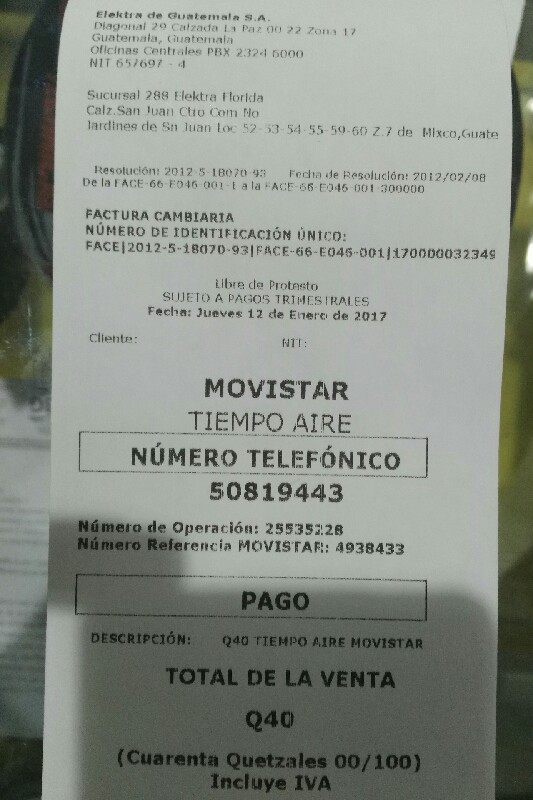 Elektra de Guatemala S.A.
Diagonal 29 Calzada La Paz 00 22 Zona 17
Guatemala, Guatemala
Oficinas Centrales PBX 2324 6000
NIT 657697 - 4
Sucursal 288 Elektra Florida
Calz.San Juan Ctro Com No
Jardines de Sn Juan Loc 52-53-54-55-59-60 Z.7 de Mixco,Guate
Resolución: 2012-5-18070-93 Fecha de Resolución: 2012/02/08
De la FACE-66-E046-001-1 a la FACE-66-E046-001-300000
FACTURA CAMBIARIA
NÚMERO DE IDENTIFICACIÓN ÚNICO:
FACE|2012-5-18070-93|FACE-66-E046-001|170000032349
Libre de Protesto
SUJETO A PAGOS TRIMESTRALES
Fecha: Jueves 12 de Enero de 2017
Cliente: NIT:
MOVISTAR
TIEMPO AIRE
NÚMERO TELEFÓNICO
50819443
Número de Operación: 25535228
Número Referencia MOVISTAR: 4938433
PAGO
DESCRIPCIÓN: Q40 TIEMPO AIRE MOVISTAR
TOTAL DE LA VENTA
Q40
(Cuarenta Quetzales 00/100)
Incluye IVA